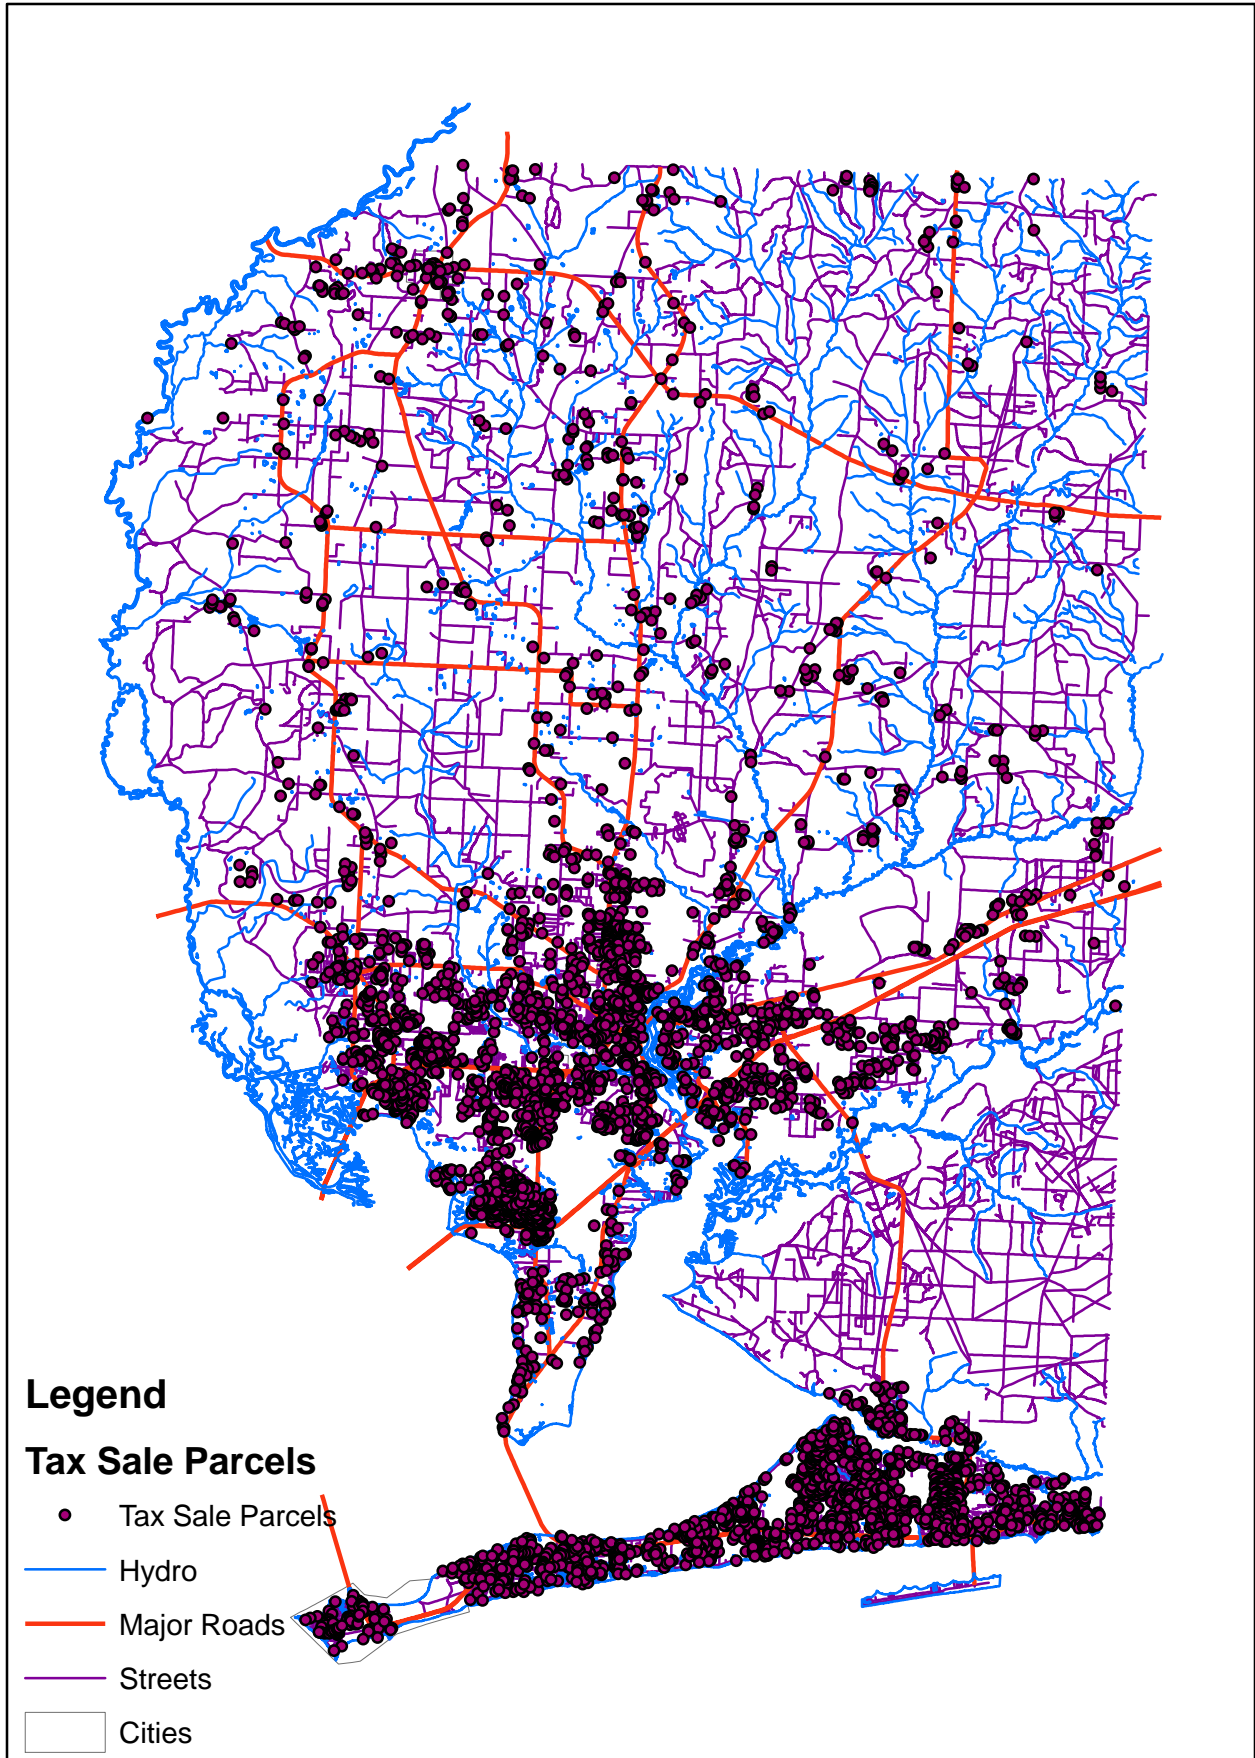 Legend
Tax Sale Parcels
Tax Sale Parcels
Hydro
Major Roads
Streets
Cities